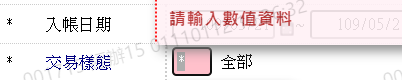 請輸入數值資料
* 入帳日期 109/05/2
* 交易樣態 * 全部